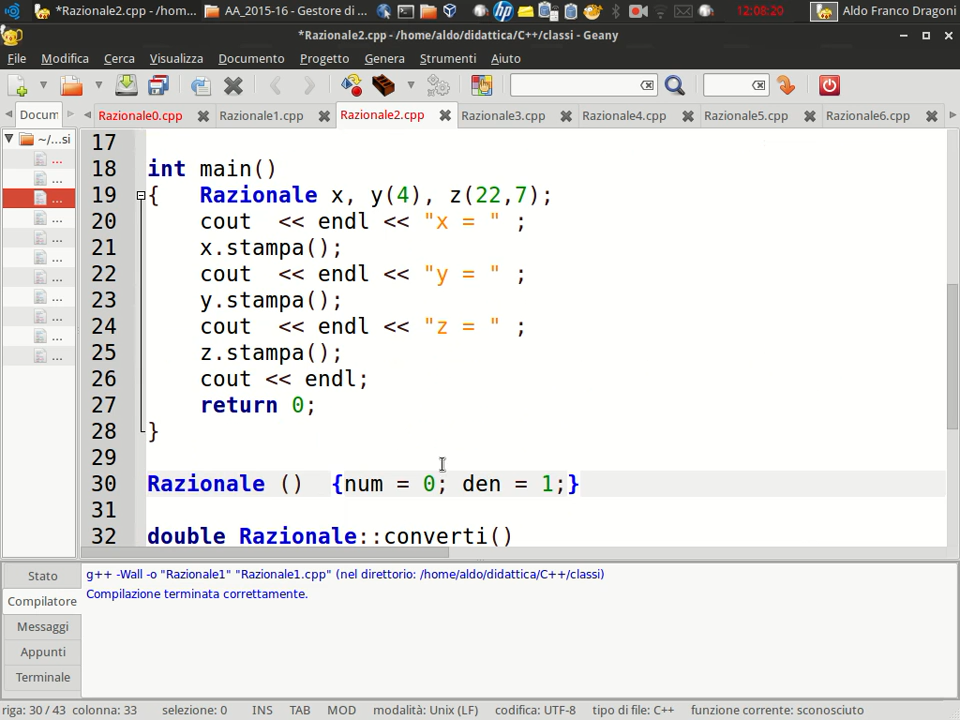 *Razionale2.cpp - /hom...
AA_2015-16 - Gestore di ...
12:08:20
Aldo Franco Dragoni
*Razionale2.cpp - /home/aldo/didattica/C++/classi - Geany
File Modifica Cerca Visualizza Documento Progetto Genera Strumenti Aiuto
Docum
Razionale0.cpp Razionale1.cpp Razionale2.cpp Razionale3.cpp Razionale4.cpp Razionale5.cpp Razionale6.cpp
~/...si
...
...
...
...
...
...
...
...
...
...
...
17
18 int main()
19 { Razionale x, y(4), z(22,7);
20 cout << endl << "x = " ;
21 x.stampa();
22 cout << endl << "y = " ;
23 y.stampa();
24 cout << endl << "z = " ;
25 z.stampa();
26 cout << endl;
27 return 0;
28 }
29
30 Razionale () {num = 0; den = 1;}
31
32 double Razionale::converti()
Stato
Compilatore
Messaggi
Appunti
Terminale
g++ -Wall -o "Razionale1" "Razionale1.cpp" (nel direttorio: /home/aldo/didattica/C++/classi)
Compilazione terminata correttamente.
riga: 30 / 43 colonna: 33 selezione: 0 INS TAB MOD modalità: Unix (LF) codifica: UTF-8 tipo di file: C++ funzione corrente: sconosciuto